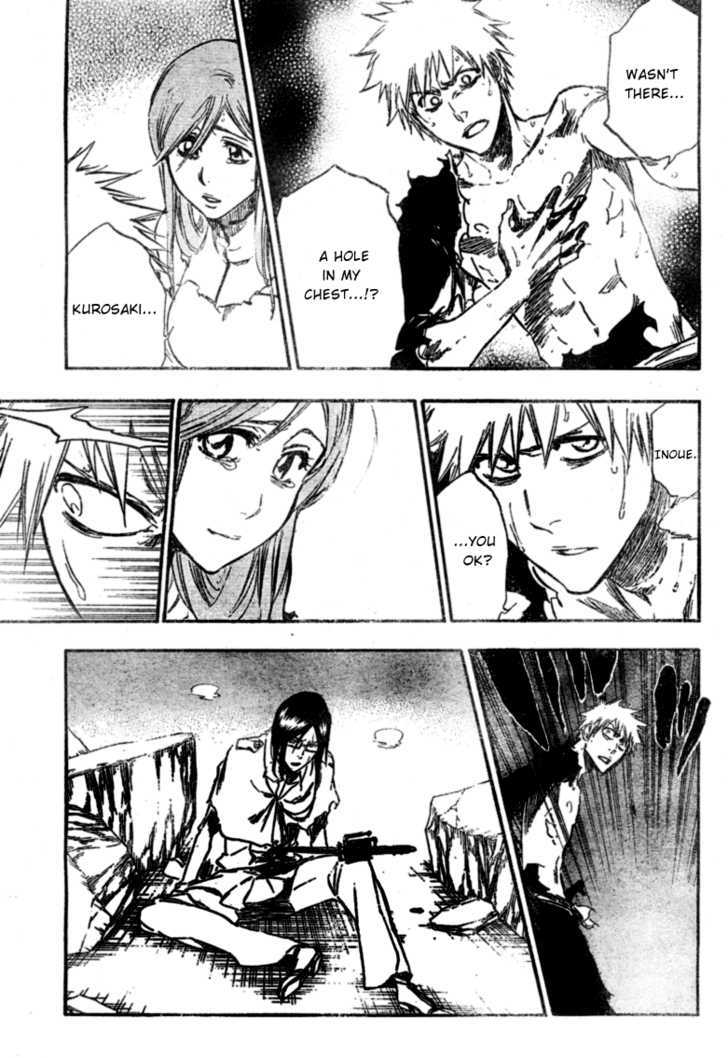 WASN'T
THERE...
A HOLE
IN MY
CHEST...!?
KUROSAKI...
INOUE.
...YOU
OK?